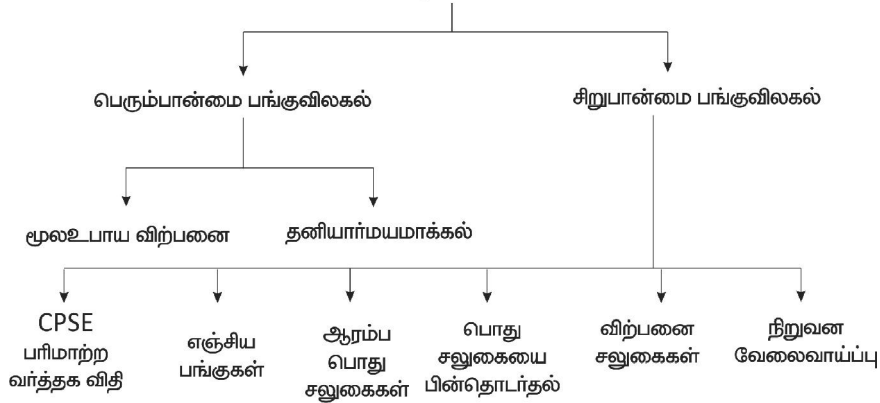 பெரும்பான்மை பங்குவிலகல்
சிறுபான்மை பங்குவிலகல்
மூலஉபாய விற்பனை
தனியார்மயமாக்கல்
CPSE
பரிமாற்ற
வர்த்தக விதி
எஞ்சிய
பங்குகள்
ஆரம்ப
பொது
சலுகைகள்
பொது
சலுகையை
பின்தொடர்தல்
விற்பனை
சலுகைகள்
நிறுவன
வேலைவாய்ப்பு